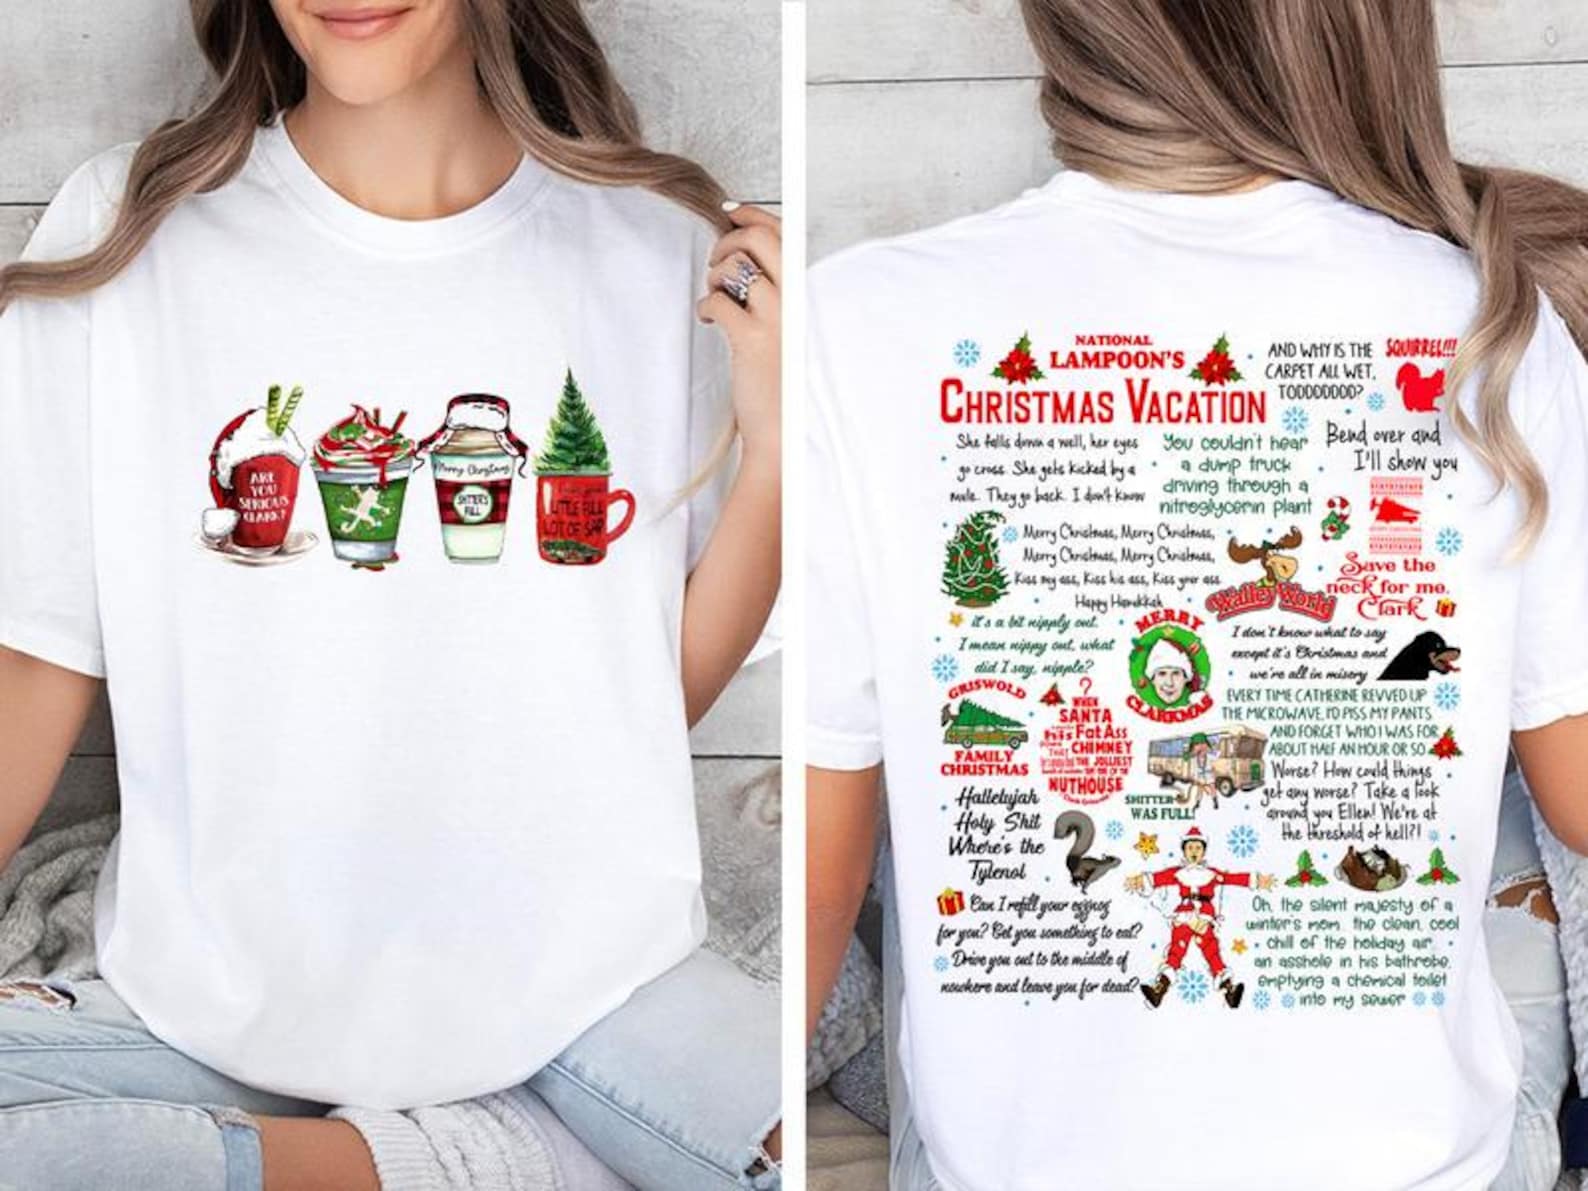 ARE
YOU
SERIOUS
CLARK?
Merry Christmas
SHITTER'S
FULL
LITTLE FULL
LOT OF SAP
NATIONAL
LAMPOON'S
CHRISTMAS VACATION
AND WHY IS THE
CARPET ALL WET,
TODDDDDDD?
SQUIRREL!!!
She falls down a well, her eyes
go cross. She gets kicked by a
mule. They go back. I don't know
You couldn't hear
a dump truck
driving through a
nitroglycerin plant
Bend over and
I'll show you
Merry Christmas, Merry Christmas,
Merry Christmas, Merry Christmas,
Kiss my ass, Kiss his ass, Kiss your ass
Happy Hanukkah
Walley World
Save the
neck for me,
Clark
it's a bit nipply out.
I mean nippy out, what
did I say, nipple?
MERRY
CLARKMAS
I don't know what to say
except it's Christmas and
we're all in misery
GRISWOLD
FAMILY
CHRISTMAS
?
WHEN
SANTA
his Fat Ass
THAT CHIMNEY
THE JOLLIEST
NUTHOUSE
EVERY TIME CATHERINE REVVED UP
THE MICROWAVE, I'D PISS MY PANTS
AND FORGET WHO I WAS FOR
ABOUT HALF AN HOUR OR SO
SHITTER
WAS FULL!
Worse? How could things
get any worse? Take a look
around you Ellen! We're at
the threshold of hell?!
Hallelujah
Holy Shit
Where's the
Tylenol
Can I refill your eggnog
for you? Get you something to eat?
Drive you out to the middle of
nowhere and leave you for dead?
Oh, the silent majesty of a
winter's morn. the clean, cool
chill of the holiday air.
an asshole in his bathrobe,
emptying a chemical toilet
into my sewer